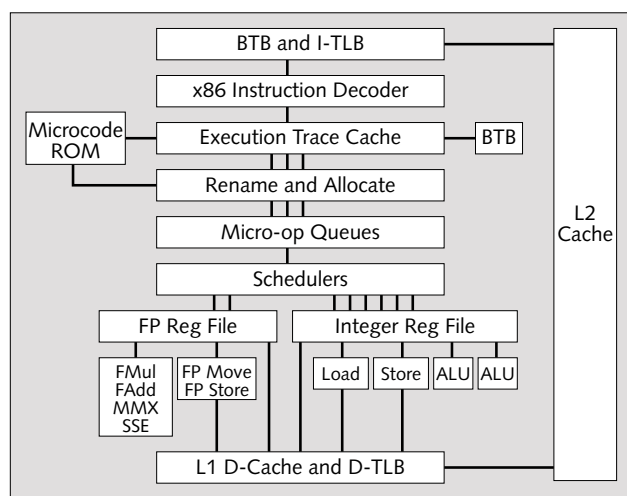 BTB and I-TLB
x86 Instruction Decoder
Microcode
ROM
Execution Trace Cache
BTB
Rename and Allocate
L2
Cache
Micro-op Queues
Schedulers
FP Reg File
Integer Reg File
FMul
FAdd
MMX
SSE
FP Move
FP Store
Load
Store
ALU
ALU
L1 D-Cache and D-TLB